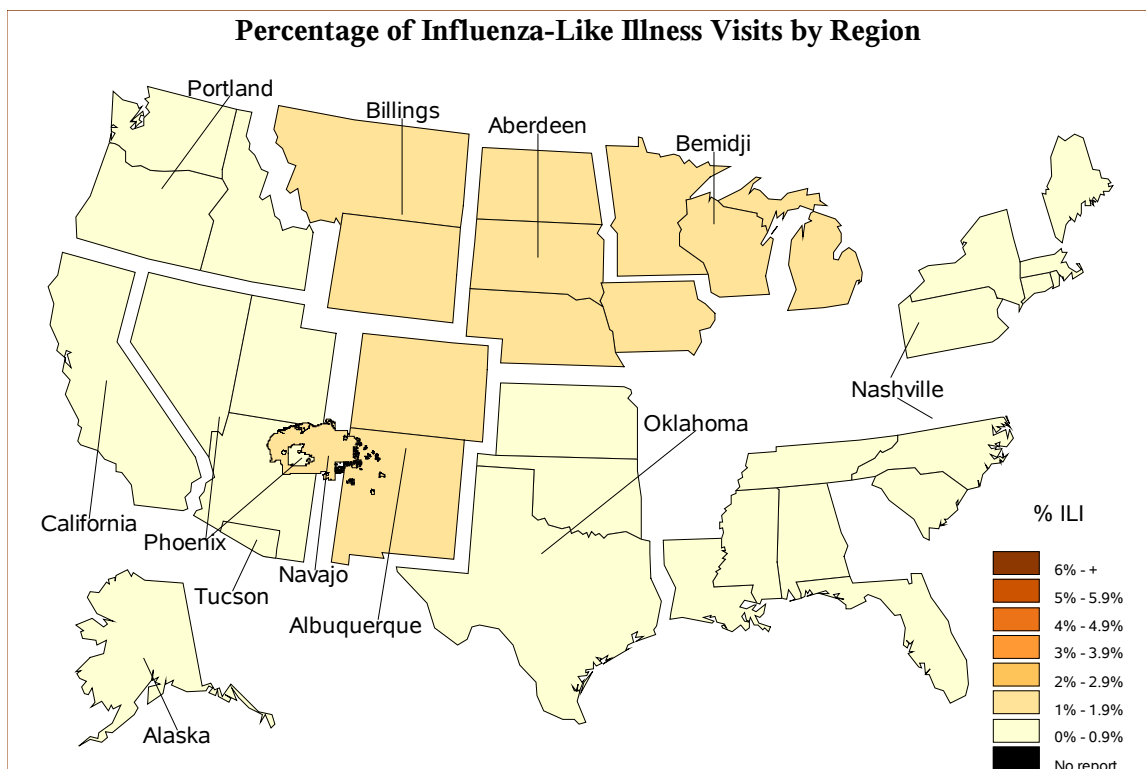 Percentage of Influenza-Like Illness Visits by Region
Portland
Billings
Aberdeen
Bemidji
Nashville
Oklahoma
California
Phoenix
Navajo
Tucson
Albuquerque
Alaska
% ILI
6% - +
5% - 5.9%
4% - 4.9%
3% - 3.9%
2% - 2.9%
1% - 1.9%
0% - 0.9%
No report